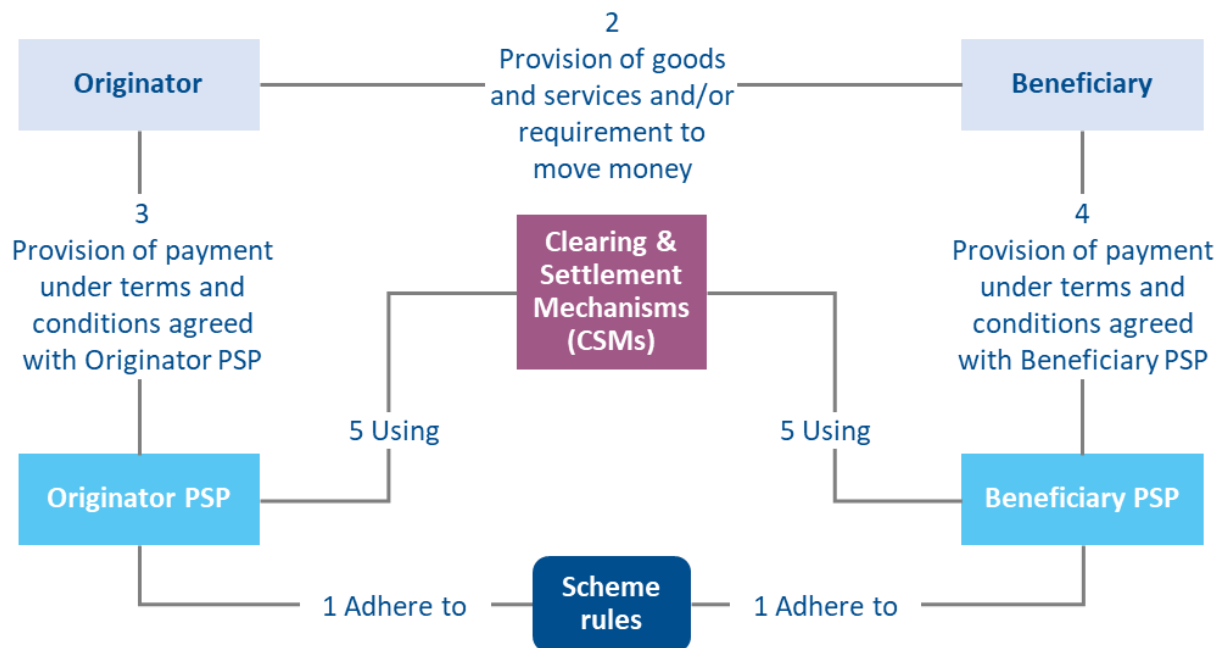 2
Provision of goods
and services and/or
requirement to
move money
Originator
Beneficiary
3
Provision of payment
under terms and
conditions agreed
with Originator PSP
Clearing &
Settlement
Mechanisms
(CSMs)
4
Provision of payment
under terms and
conditions agreed
with Beneficiary PSP
5 Using
5 Using
Originator PSP
Beneficiary PSP
1 Adhere to
Scheme
rules
1 Adhere to